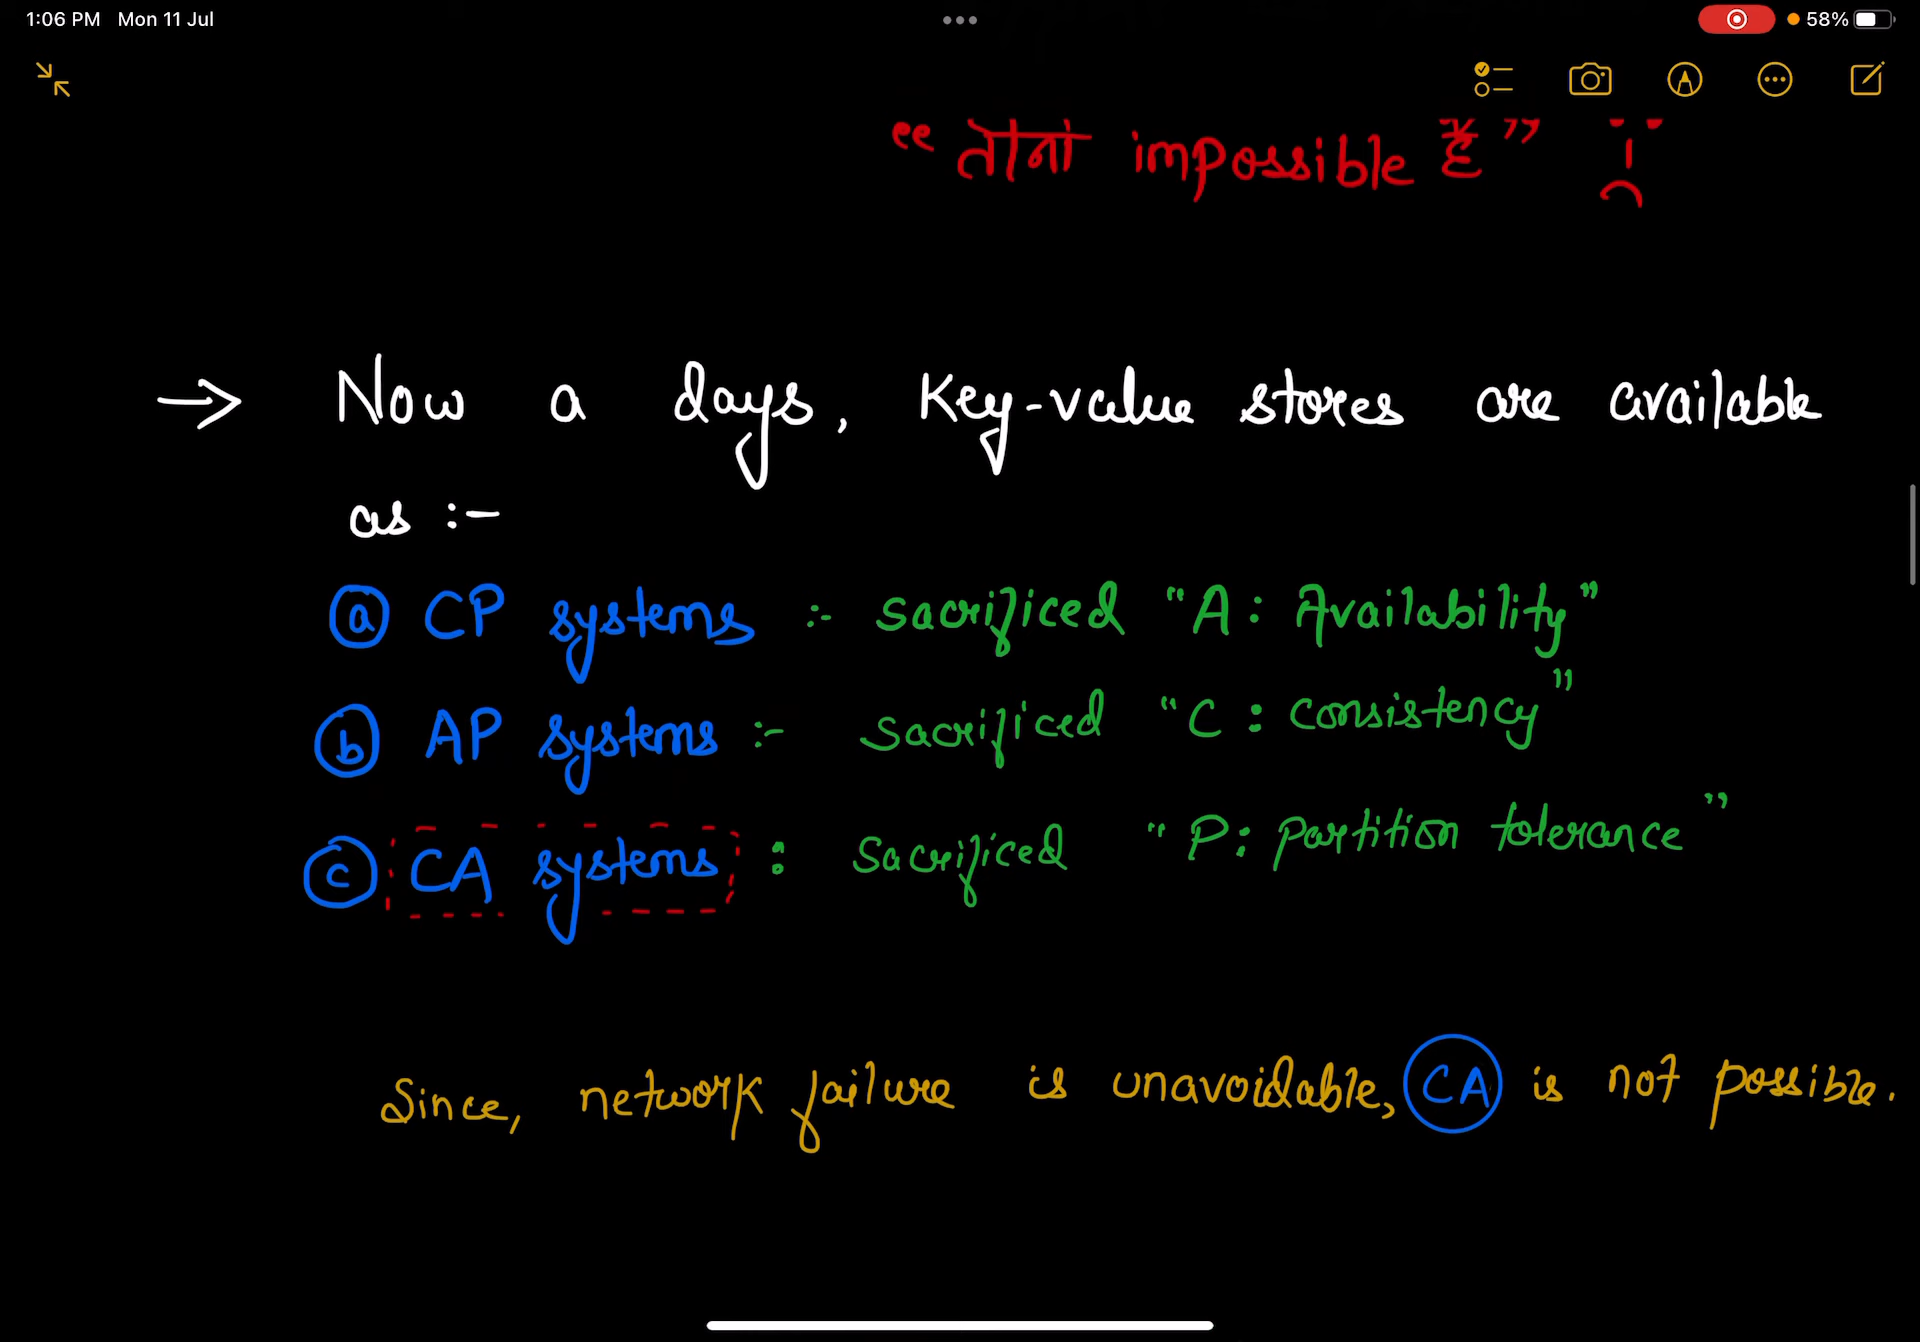 1:06 PM Mon 11 Jul
58%
“ तीनों impossible है ”
→ Now a days, Key-value stores are available
as :-
ⓐ CP systems :- sacrificed “A: Availability”
ⓑ AP systems :- sacrificed “C : consistency”
ⓒ CA systems : sacrificed “P: partition tolerance”
Since, network failure is unavoidable, CA is not possible.